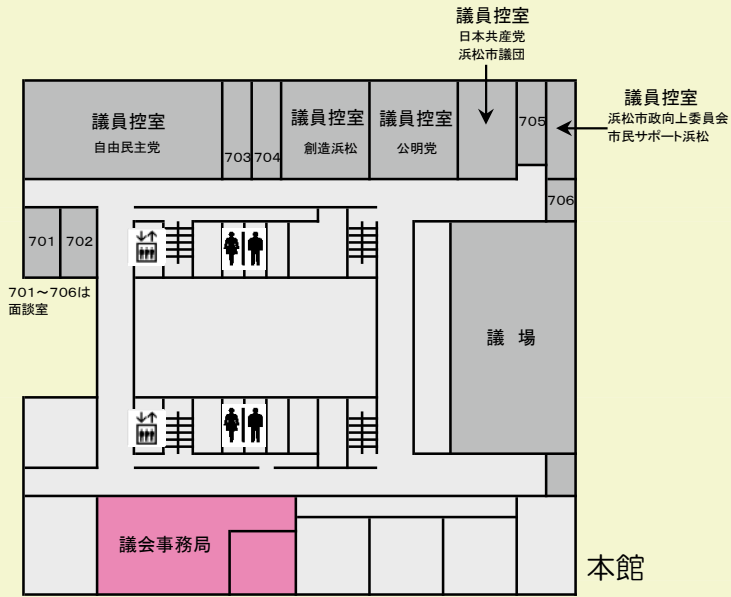 議員控室
日本共産党
浜松市議団
議員控室
浜松市政向上委員会
市民サポート浜松
議員控室
自由民主党
703
704
議員控室
創造浜松
議員控室
公明党
705
706
701
702
701～706は
面談室
議 場
議会事務局
本館